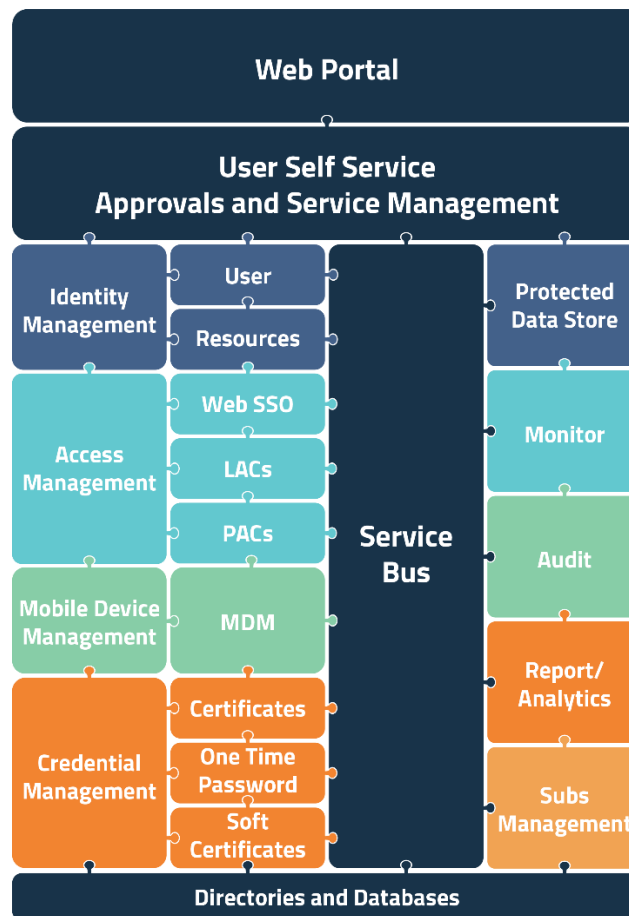 Web Portal
User Self Service
Approvals and Service Management
Identity
Management
User
Resources
Access
Management
Web SSO
LACs
PACs
Mobile Device
Management
MDM
Credential
Management
Certificates
One Time
Password
Soft
Certificates
Service
Bus
Protected
Data Store
Monitor
Audit
Report/
Analytics
Subs
Management
Directories and Databases